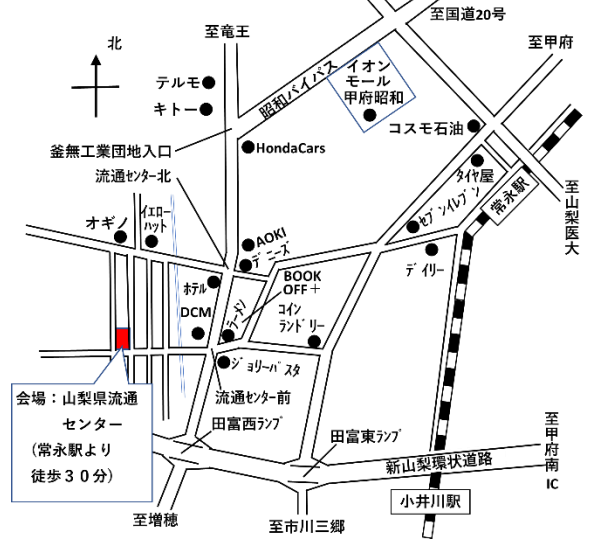 至国道20号
至竜王
北
至甲府
昭和バイパス
イオン
モール
甲府昭和
テルモ
キトー
コスモ石油
釜無工業団地入口
HondaCars
流通センター北
タイヤ屋
常永駅
至山梨医大
セブンイレブン
オギノ
イエロー
ハット
AOKI
デニーズ
デイリー
ホテル
BOOK
OFF+
DCM
ラーメン
コイン
ランドリー
ジョリーパスタ
会場：山梨県流通
センター
(常永駅より
徒歩３０分)
流通センター前
田富西ランプ
田富東ランプ
新山梨環状道路
至甲府南IC
小井川駅
至増穂
至市川三郷